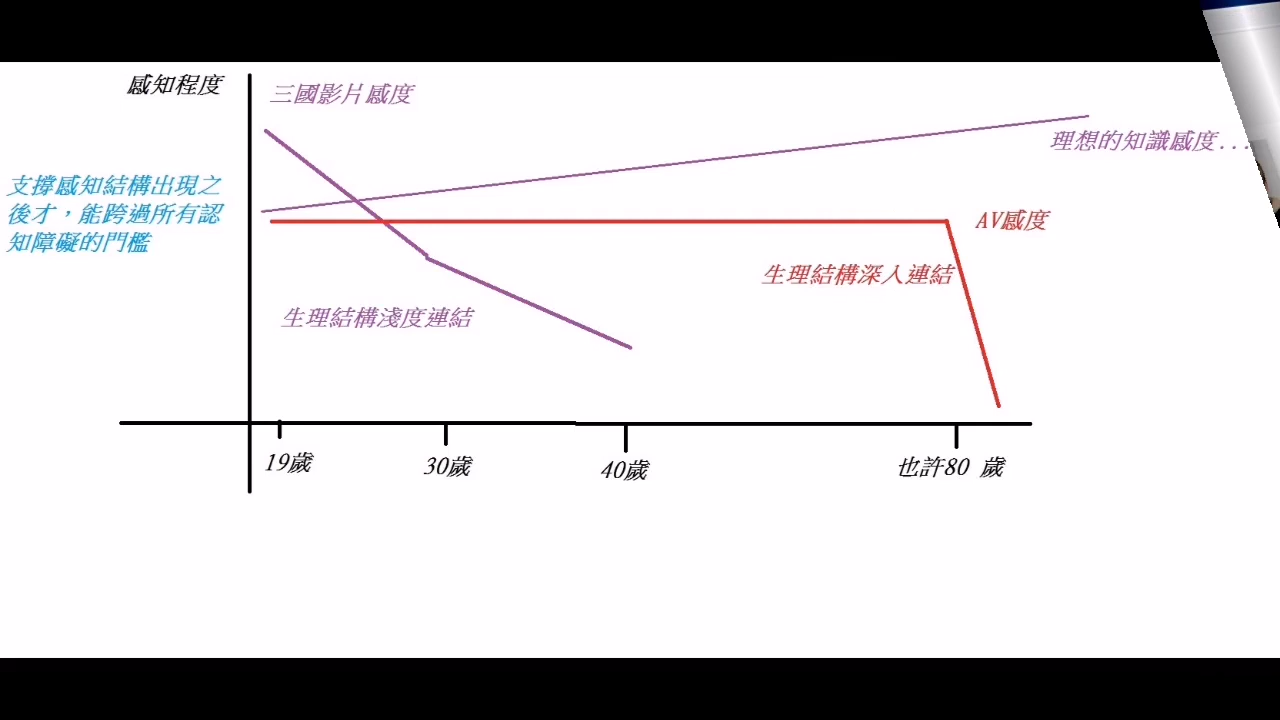 感知程度
三國影片感度
理想的知識感度...
支撐感知結構出現之
後才，能跨過所有認
知障礙的門檻
AV感度
生理結構深入連結
生理結構淺度連結
19歲
30歲
40歲
也許80 歲